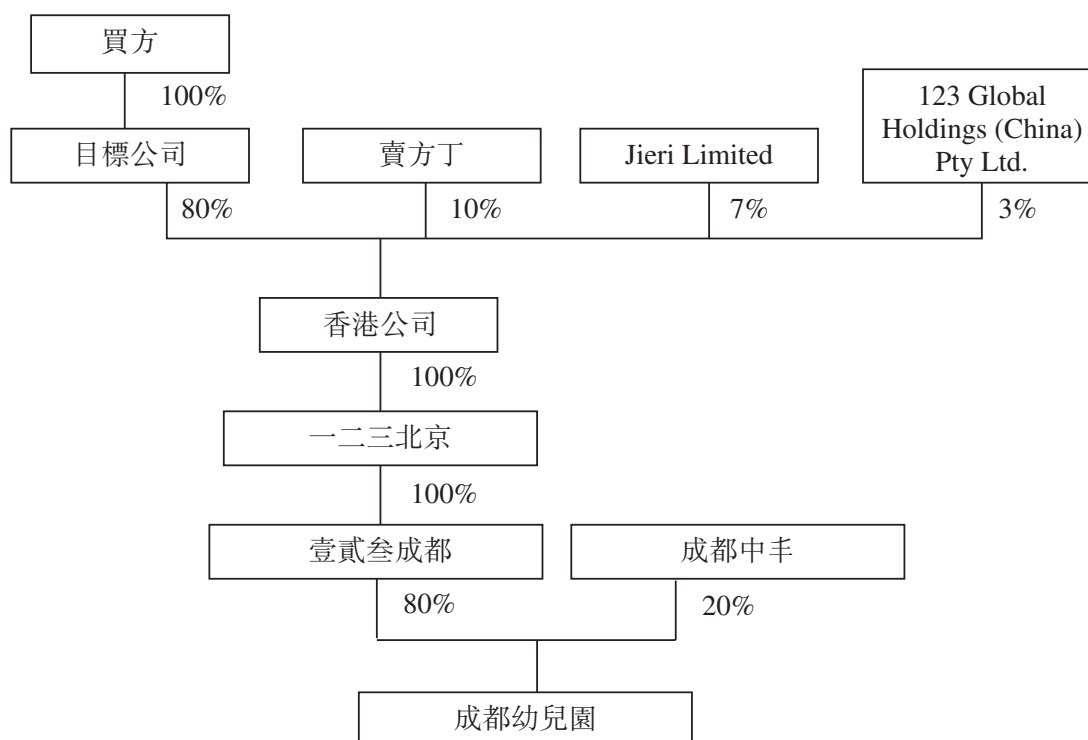 買方
100%
123 Global
Holdings (China)
Pty Ltd.
目標公司
賣方丁
Jieri Limited
80%
10%
7%
3%
香港公司
100%
一二三北京
100%
壹貳叁成都
成都中丰
80%
20%
成都幼兒園